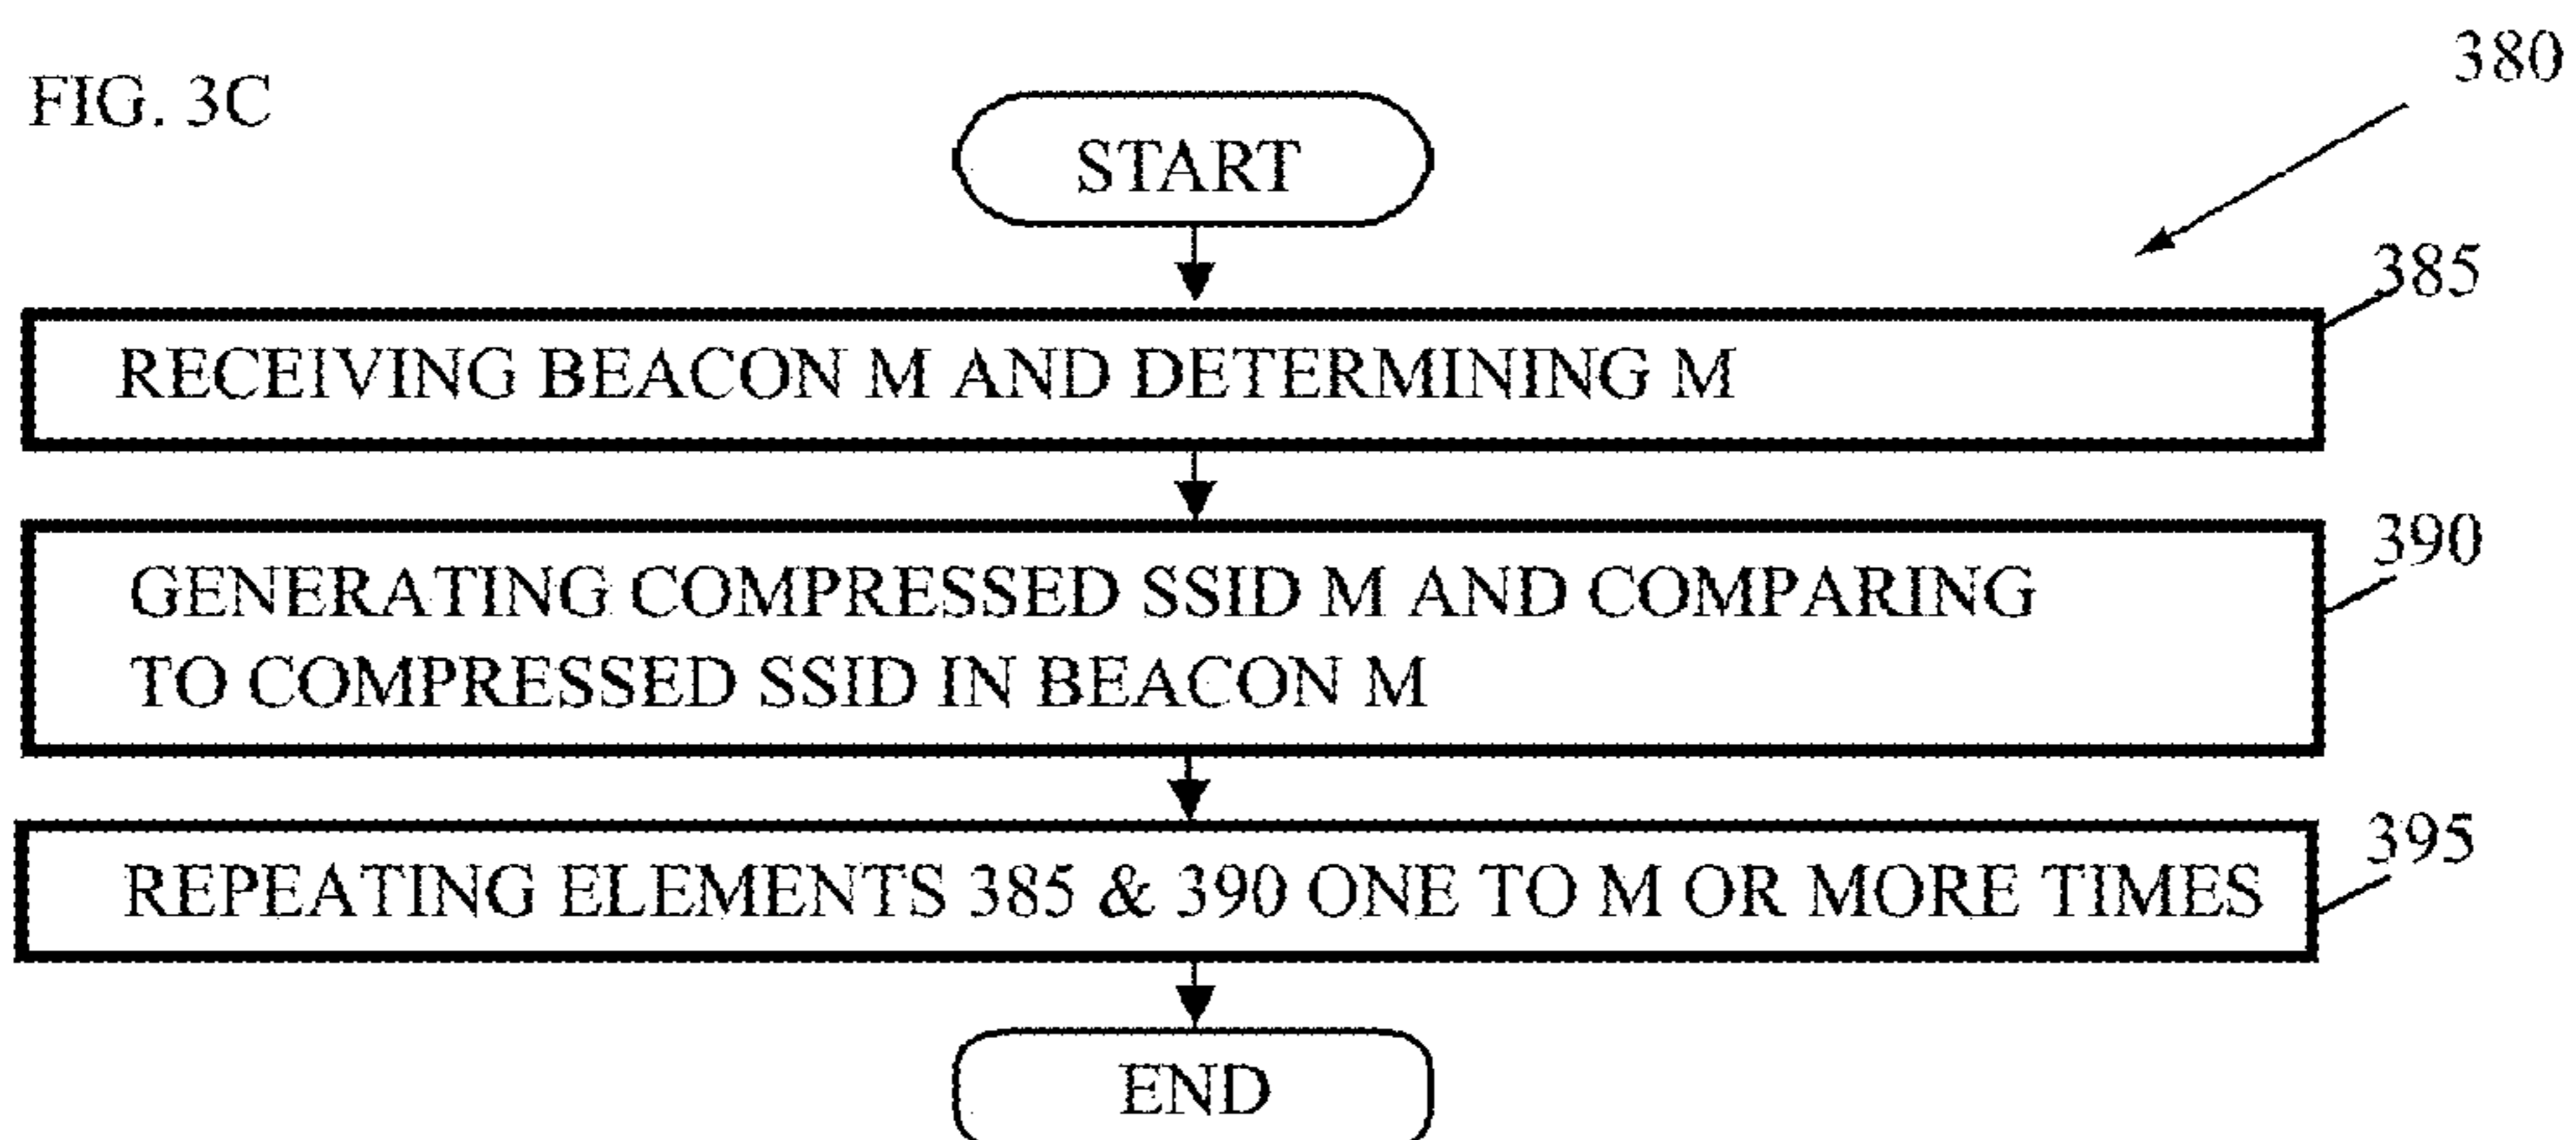 380
FIG. 3C
START
385
RECEIVING BEACON M AND DETERMINING M
390
GENERATING COMPRESSED SSID M AND COMPARING
TO COMPRESSED SSID IN BEACON M
395
REPEATING ELEMENTS 385 & 390 ONE TO M OR MORE TIMES
END